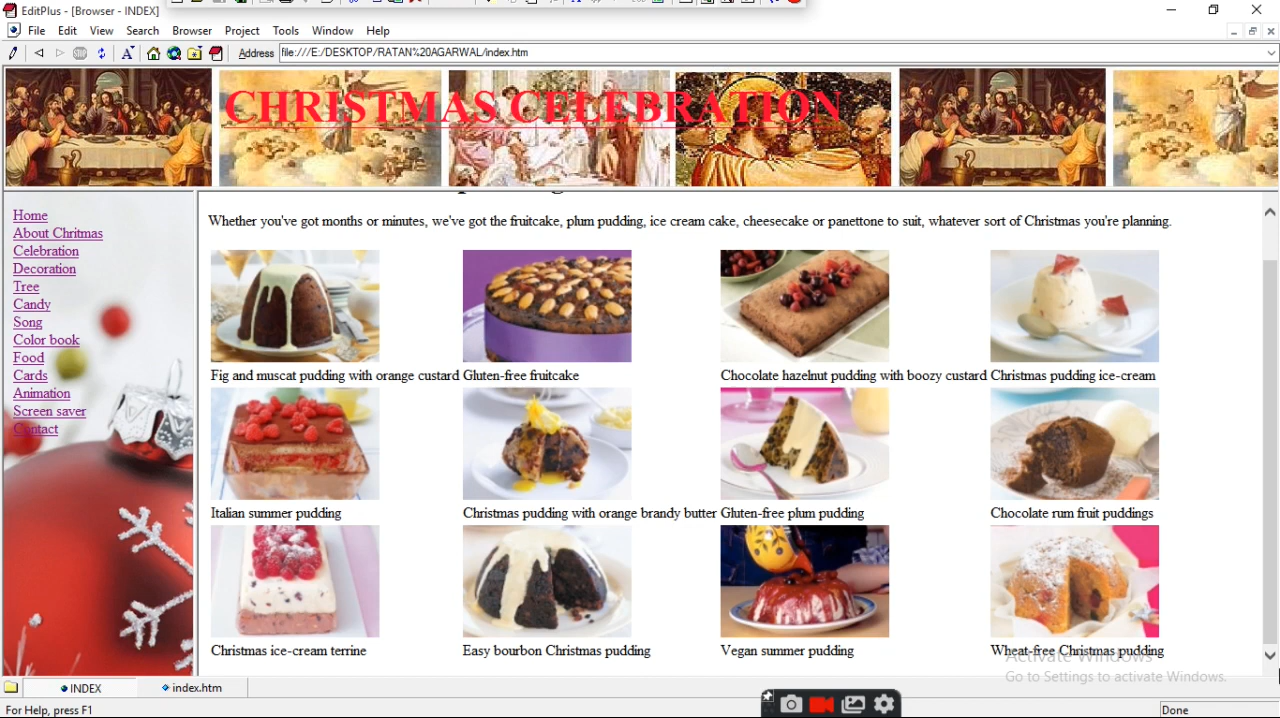 EditPlus - [Browser - INDEX]
File Edit View Search Browser Project Tools Window Help
Address file:///E:/DESKTOP/RATAN%20AGARWAL/index.htm
CHRISTMAS CELEBRATION
Home
About Chritmas
Celebration
Decoration
Tree
Candy
Song
Color book
Food
Cards
Animation
Screen saver
Contact
Whether you've got months or minutes, we've got the fruitcake, plum pudding, ice cream cake, cheesecake or panettone to suit, whatever sort of Christmas you're planning.
Fig and muscat pudding with orange custard Gluten-free fruitcake Chocolate hazelnut pudding with boozy custard Christmas pudding ice-cream
Italian summer pudding Christmas pudding with orange brandy butter Gluten-free plum pudding Chocolate rum fruit puddings
Christmas ice-cream terrine Easy bourbon Christmas pudding Vegan summer pudding Wheat-free Christmas pudding
Activate Windows
Go to Settings to activate Windows.
INDEX index.htm
For Help, press F1 Done